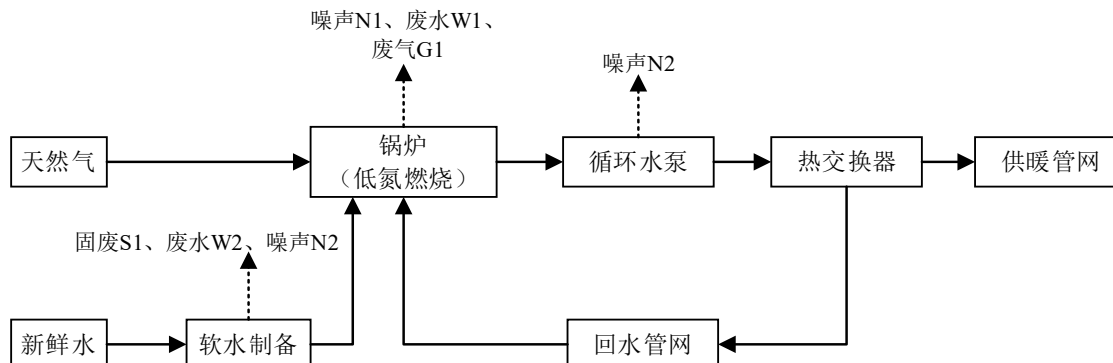 噪声N1、废水W1、
废气G1
噪声N2
天然气
锅炉
（低氮燃烧）
循环水泵
热交换器
供暖管网
固废S1、废水W2、噪声N2
新鲜水
软水制备
回水管网